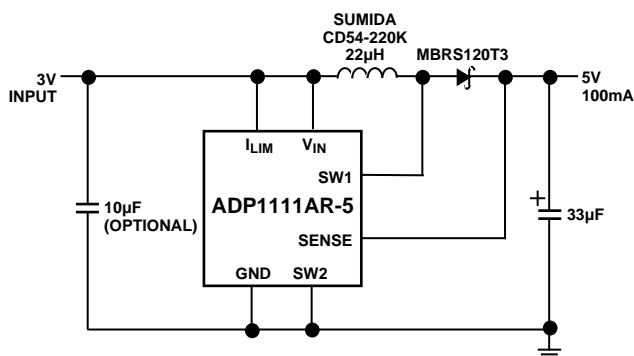 SUMIDA
CD54-220K
22µH
MBRS120T3
3V
INPUT
5V
100mA
ILIM
VIN
SW1
ADP1111AR-5
SENSE
GND
SW2
10µF
(OPTIONAL)
+
33µF